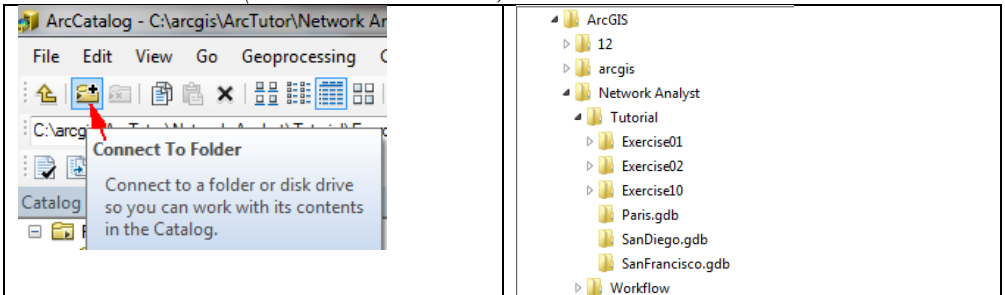 ArcCatalog - C:\arcgis\ArcTutor\Network Ar
File Edit View Go Geoprocessing
C:\arcg
Connect To Folder
Connect to a folder or disk drive
so you can work with its contents
in the Catalog.
Catalog
ArcGIS
12
arcgis
Network Analyst
Tutorial
Exercise01
Exercise02
Exercise10
Paris.gdb
SanDiego.gdb
SanFrancisco.gdb
Workflow